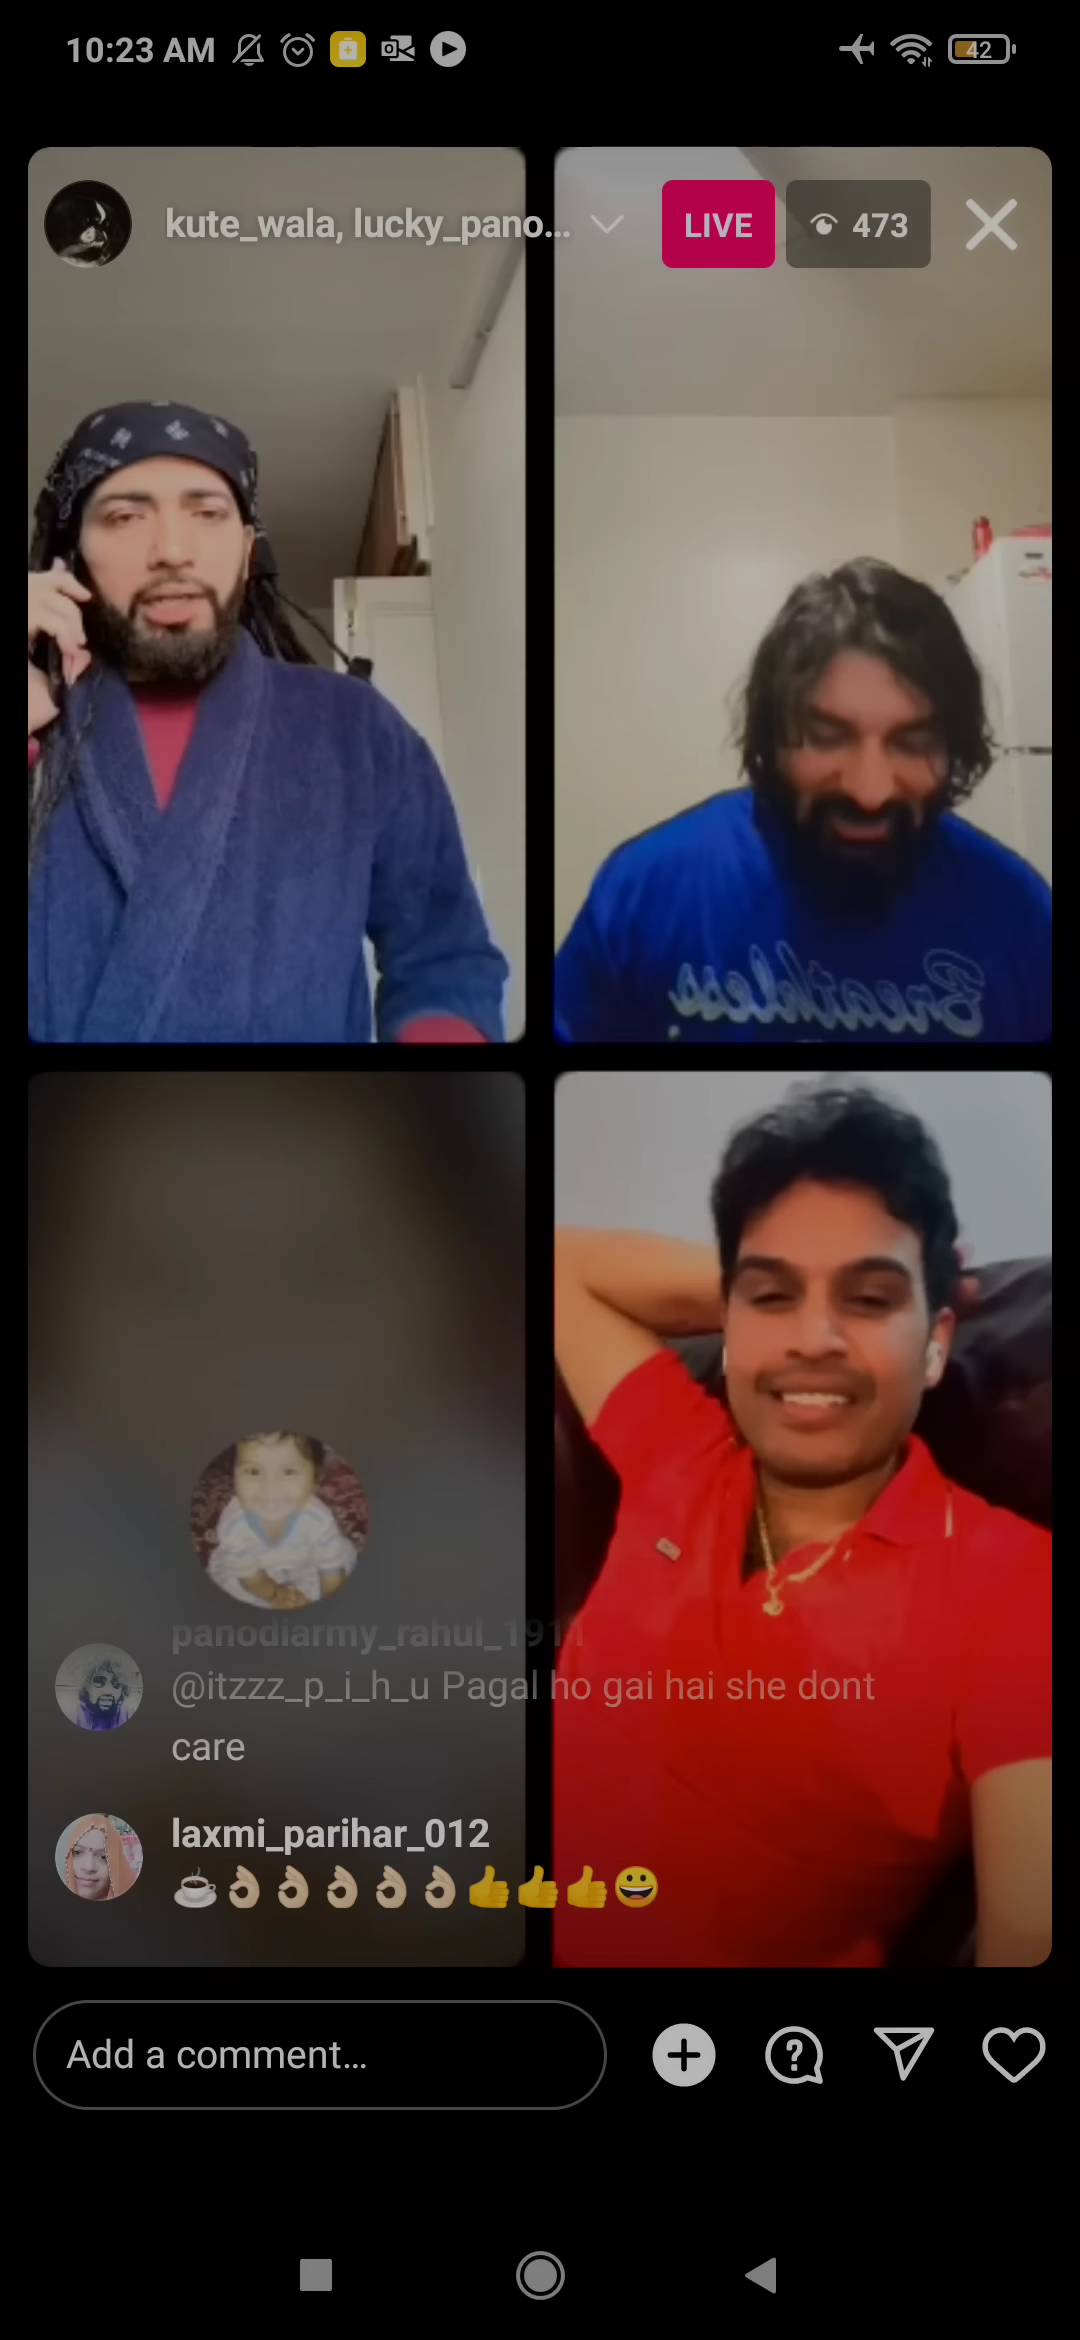 10:23 AM
42
kute_wala, lucky_pano...
LIVE
473
Breathless
panodiarmy_rahul_1911
@itzzz_p_i_h_u Pagal ho gai hai she dont
care
laxmi_parihar_012
☕👌🏼👌🏼👌🏼👌🏼👌🏼👍👍👍😀
Add a comment...